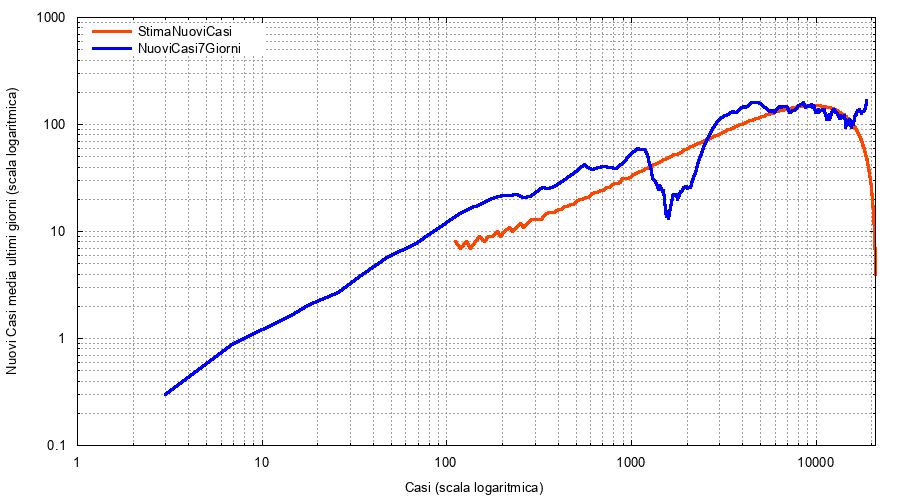 StimaNuoviCasi
NuoviCasi7Giorni
Nuovi Casi media ultimi giorni (scala logaritmica)
1000
100
10
1
0.1
1
10
100
1000
10000
Casi (scala logaritmica)